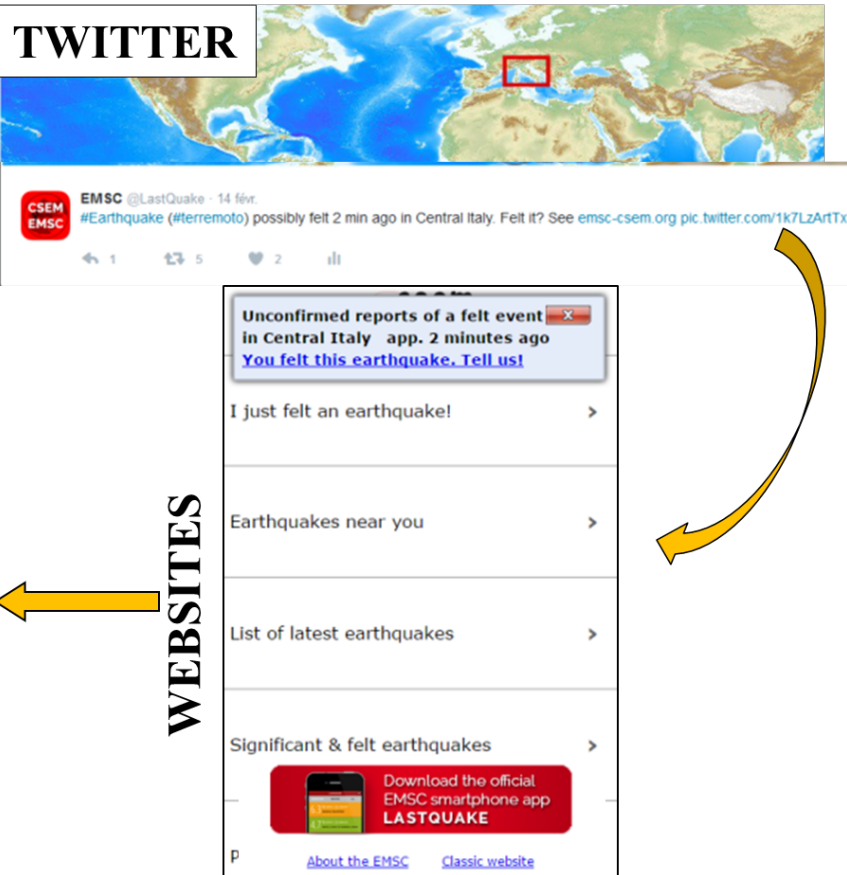 TWITTER
CSEM
EMSC
EMSC @LastQuake · 14 févr.
#Earthquake (#terremoto) possibly felt 2 min ago in Central Italy. Felt it? See emsc-csem.org pic.twitter.com/1k7LzArtTx
1 5 2
Unconfirmed reports of a felt event X
in Central Italy app. 2 minutes ago
You felt this earthquake. Tell us!
I just felt an earthquake! >
Earthquakes near you >
List of latest earthquakes >
Significant & felt earthquakes >
WEBSITES
Download the official
EMSC smartphone app
LASTQUAKE
About the EMSC Classic website